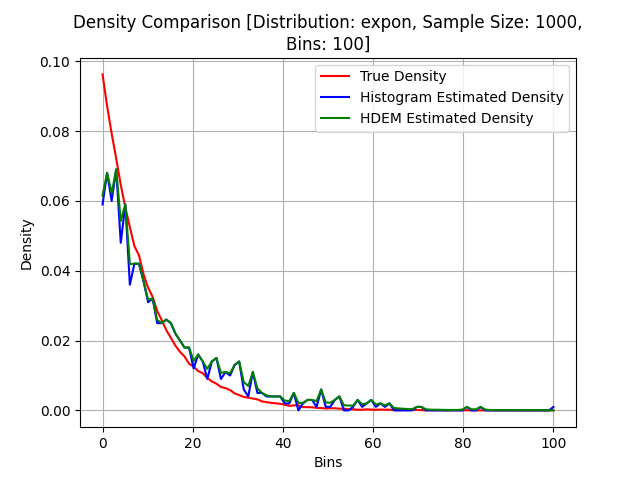 Density Comparison [Distribution: expon, Sample Size: 1000,
Bins: 100]
True Density
Histogram Estimated Density
HDEM Estimated Density
Density
0.10
0.08
0.06
0.04
0.02
0.00
0 20 40 60 80 100
Bins